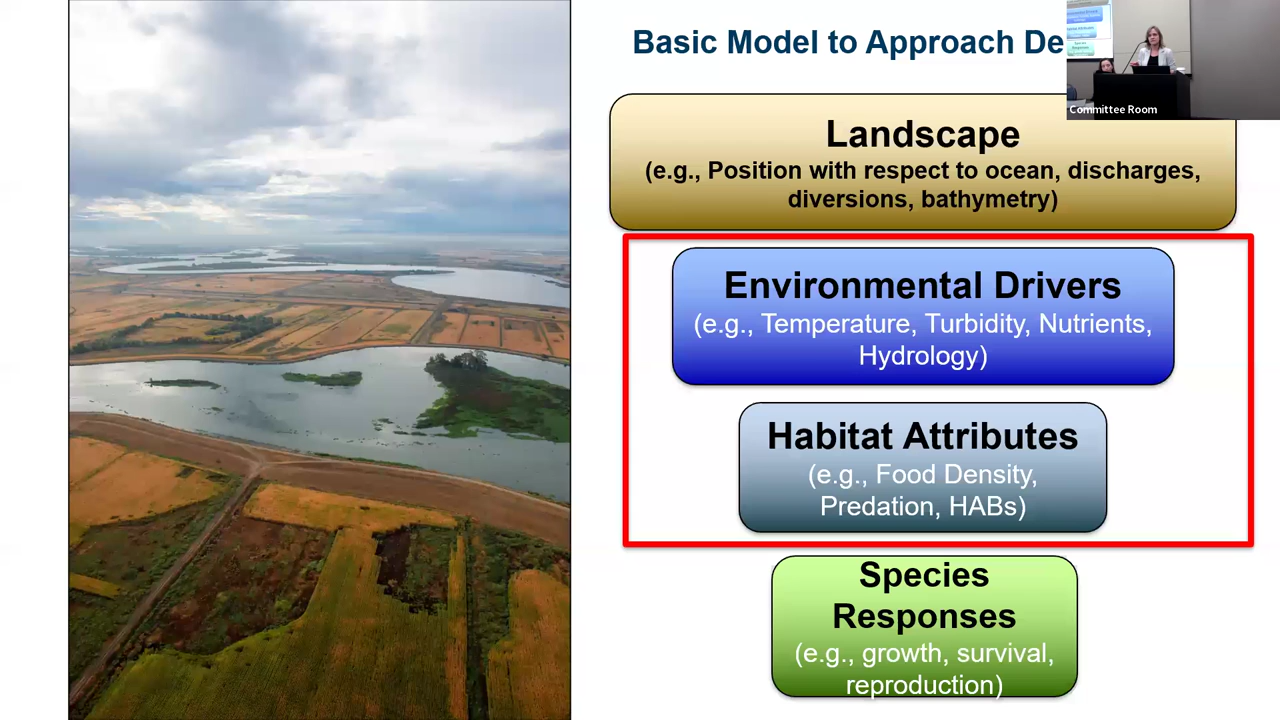 Basic Model to Approach De
Landscape
(e.g., Position with respect to ocean, discharges,
diversions, bathymetry)
Environmental Drivers
(e.g., Temperature, Turbidity, Nutrients,
Hydrology)
Habitat Attributes
(e.g., Food Density,
Predation, HABs)
Species
Responses
(e.g., growth, survival,
reproduction)
Committee Room